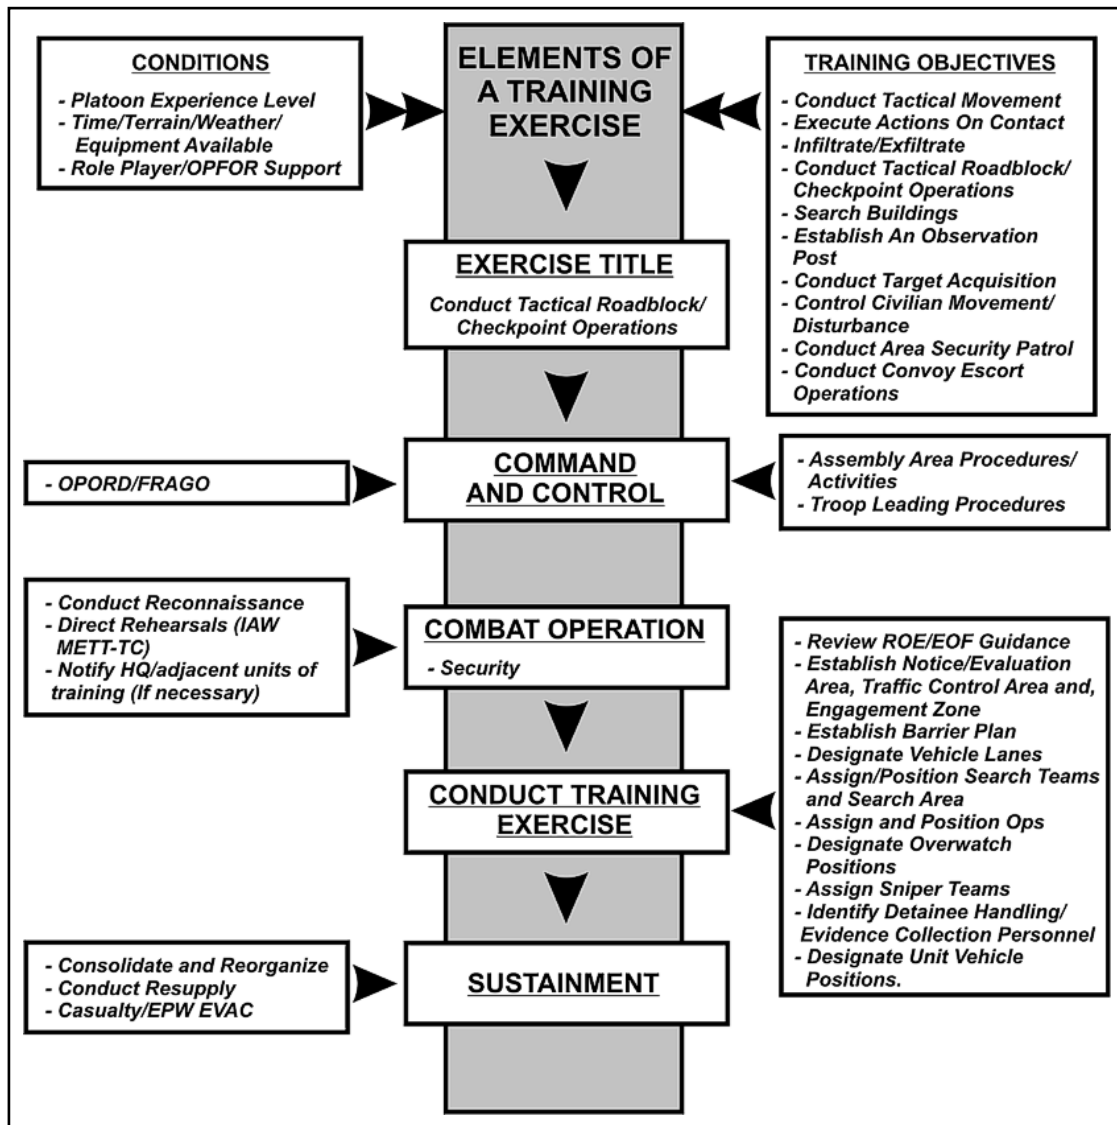 CONDITIONS
- Platoon Experience Level
- Time/Terrain/Weather/
Equipment Available
- Role Player/OPFOR Support
ELEMENTS OF
A TRAINING
EXERCISE
TRAINING OBJECTIVES
- Conduct Tactical Movement
- Execute Actions On Contact
- Infiltrate/Exfiltrate
- Conduct Tactical Roadblock/
Checkpoint Operations
- Search Buildings
- Establish An Observation
Post
- Conduct Target Acquisition
- Control Civilian Movement/
Disturbance
- Conduct Area Security Patrol
- Conduct Convoy Escort
Operations
EXERCISE TITLE
Conduct Tactical Roadblock/
Checkpoint Operations
- OPORD/FRAGO
COMMAND
AND CONTROL
- Assembly Area Procedures/
Activities
- Troop Leading Procedures
- Conduct Reconnaissance
- Direct Rehearsals (IAW
METT-TC)
- Notify HQ/adjacent units of
training (If necessary)
COMBAT OPERATION
- Security
- Review ROE/EOF Guidance
- Establish Notice/Evaluation
Area, Traffic Control Area and,
Engagement Zone
- Establish Barrier Plan
- Designate Vehicle Lanes
- Assign/Position Search Teams
and Search Area
- Assign and Position Ops
- Designate Overwatch
Positions
- Assign Sniper Teams
- Identify Detainee Handling/
Evidence Collection Personnel
- Designate Unit Vehicle
Positions.
CONDUCT TRAINING
EXERCISE
- Consolidate and Reorganize
- Conduct Resupply
- Casualty/EPW EVAC
SUSTAINMENT